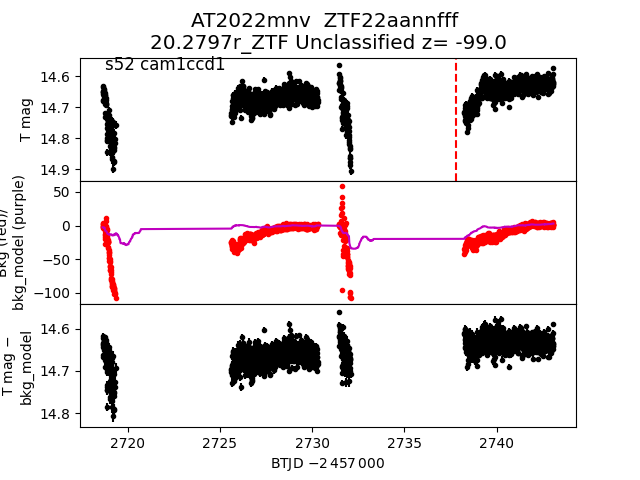 AT2022mnv ZTF22aannfff
20.2797r_ZTF Unclassified z= -99.0
s52 cam1ccd1
T mag
14.6
14.7
14.8
14.9
Bkg (red)/
bkg_model (purple)
50
0
−50
−100
T mag −
bkg_model
14.6
14.7
14.8
2720
2725
2730
2735
2740
BTJD −2 457 000